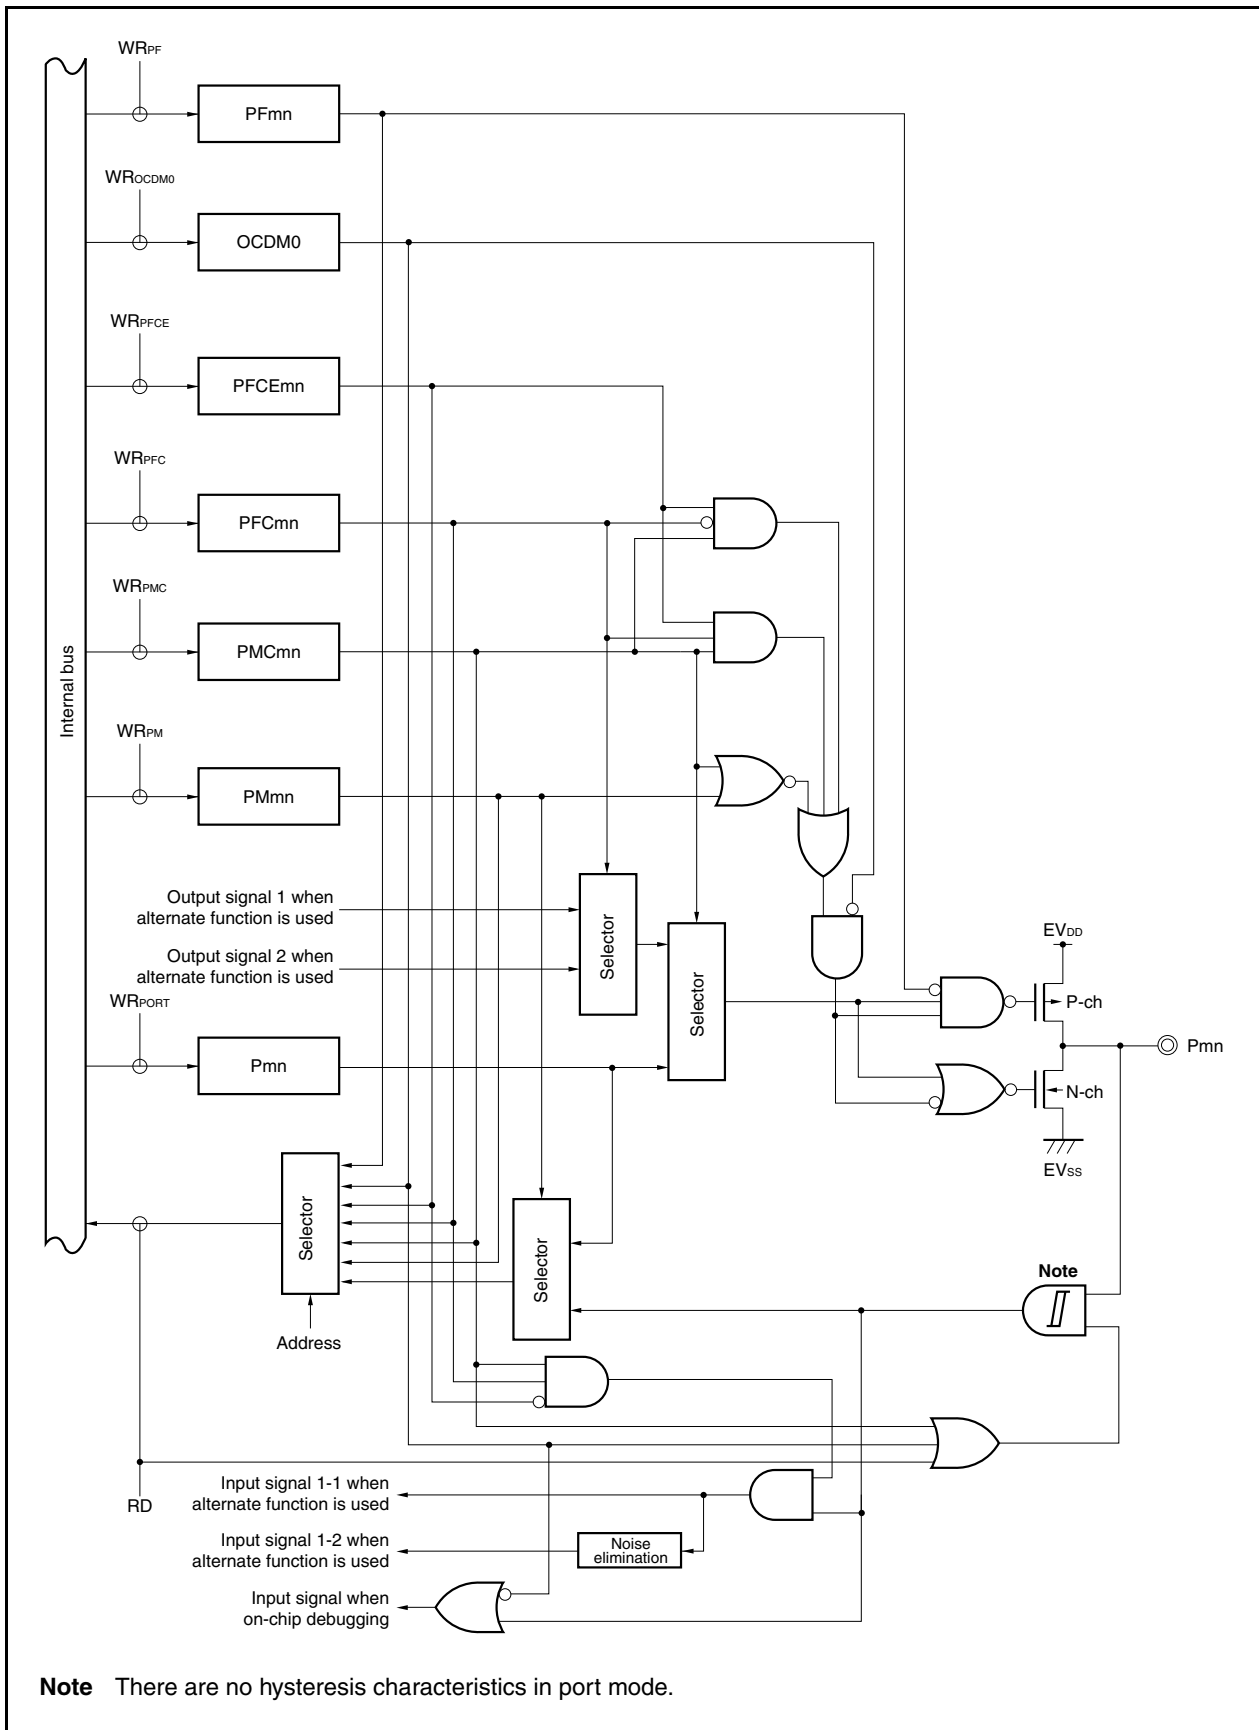 WRPF
PFmn
WROCDM0
OCDM0
WRPFCE
PFCEmn
WRPFC
PFCmn
WRPMC
PMCmn
Internal bus
WRPM
PMmn
Output signal 1 when
alternate function is used
Output signal 2 when
alternate function is used
Selector
Selector
EVDD
P-ch
WRPORT
Pmn
Pmn
N-ch
EVSS
Selector
Selector
Address
Note
RD
Input signal 1-1 when
alternate function is used
Input signal 1-2 when
alternate function is used
Noise
elimination
Input signal when
on-chip debugging
Note There are no hysteresis characteristics in port mode.